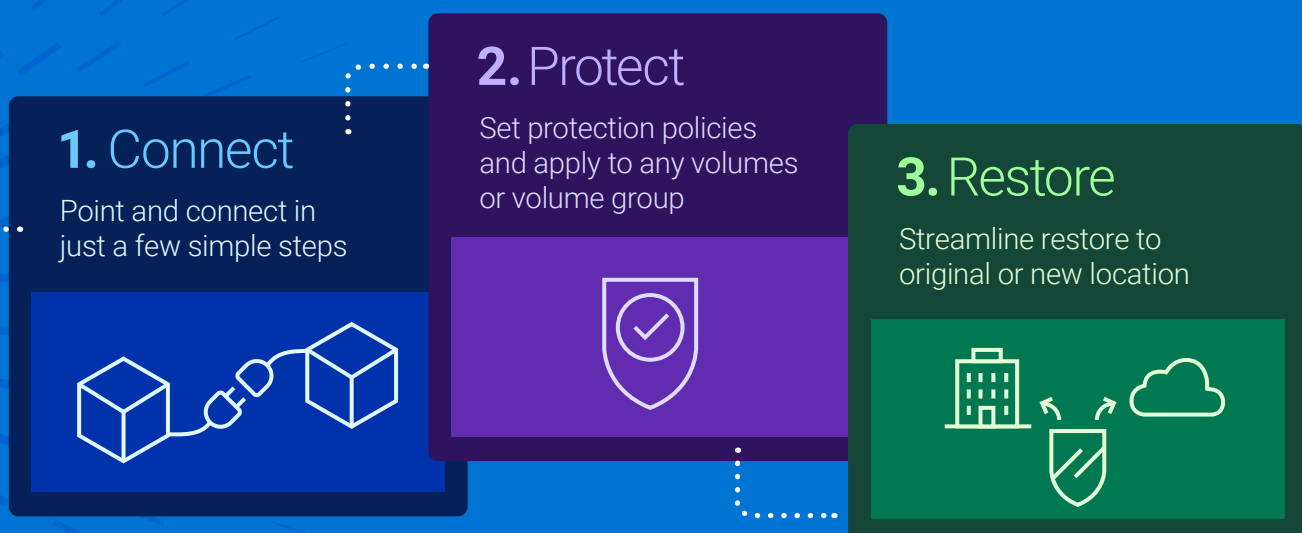 1. Connect
Point and connect in
just a few simple steps
2. Protect
Set protection policies
and apply to any volumes
or volume group
3. Restore
Streamline restore to
original or new location